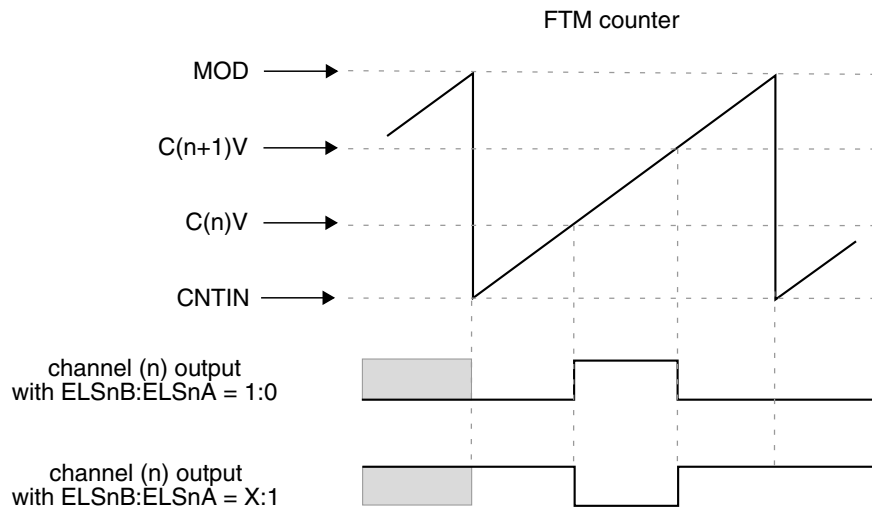 FTM counter
MOD
C(n+1)V
C(n)V
CNTIN
channel (n) output
with ELSnB:ELSnA = 1:0
channel (n) output
with ELSnB:ELSnA = X:1